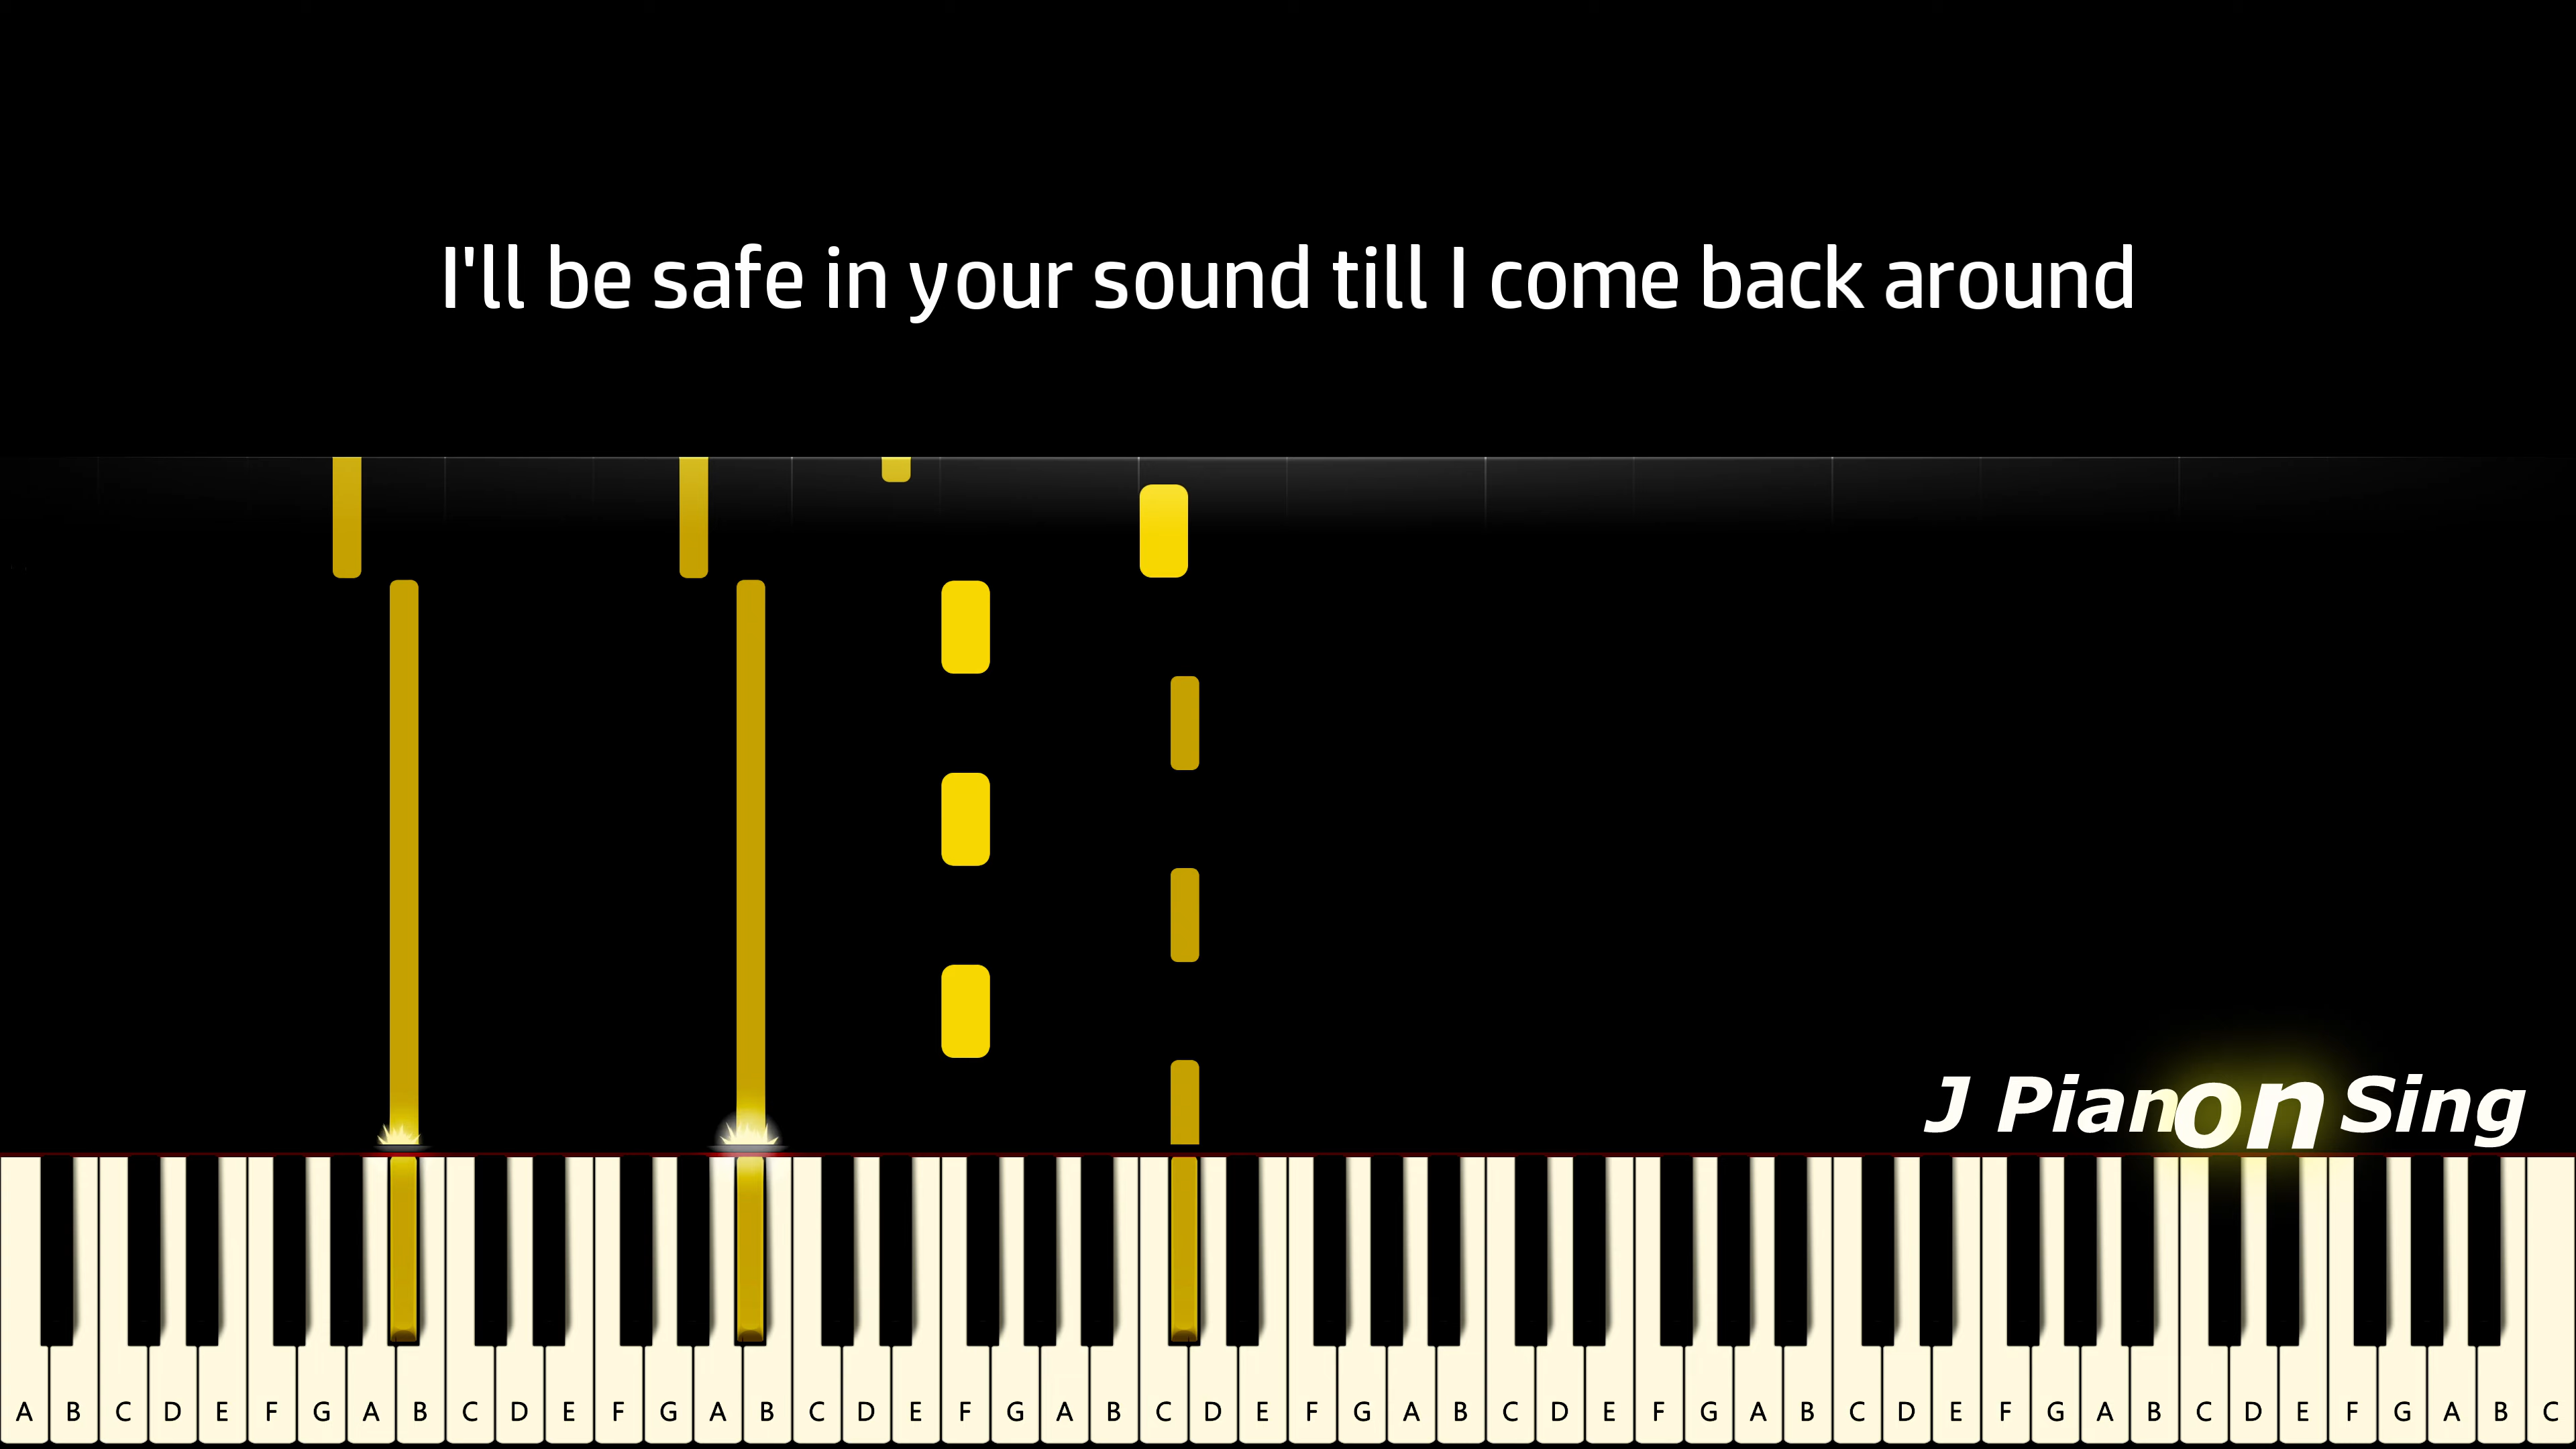 I'll be safe in your sound till I come back around
J Pianon Sing
A B C D E F G A B C D E F G A B C D E F G A B C D E F G A B C D E F G A B C D E F G A B C D E F G A B C